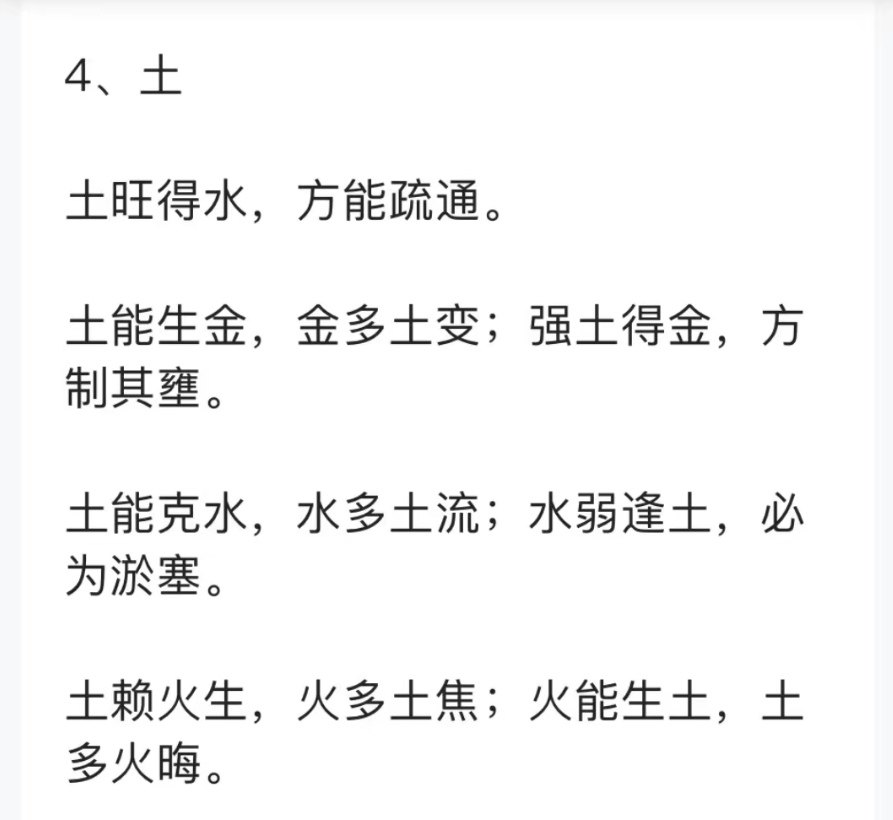 4、土
土旺得水，方能疏通。
土能生金，金多土变；强土得金，方
制其壅。
土能克水，水多土流；水弱逢土，必
为淤塞。
土赖火生，火多土焦；火能生土，土
多火晦。